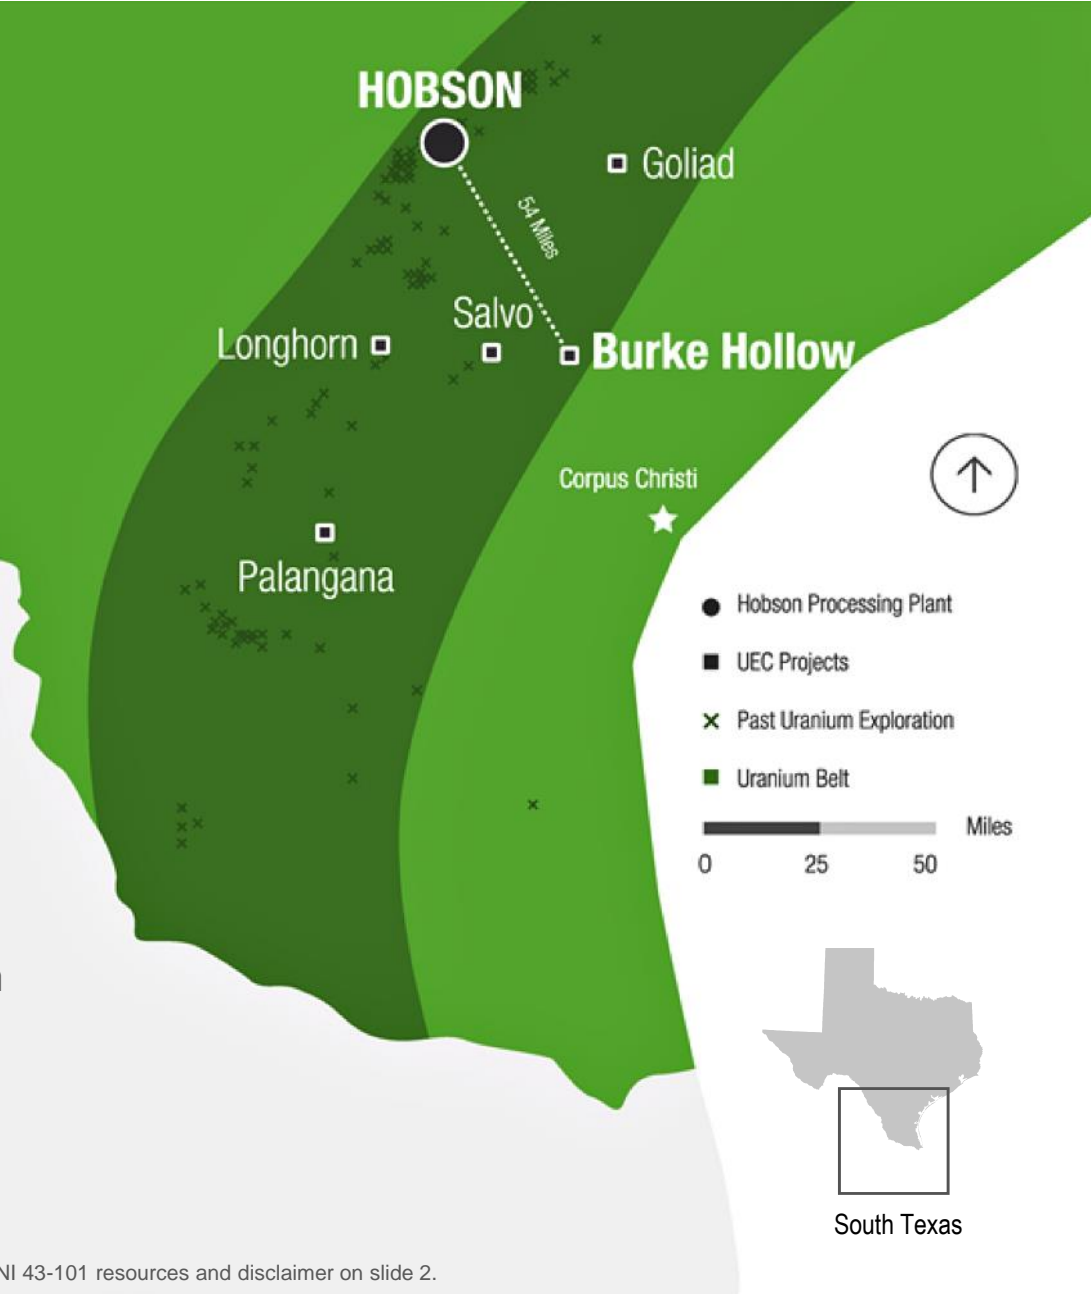 HOBSON
Goliad
54 Miles
Salvo
Longhorn
Burke Hollow
Corpus Christi
Palangana
Hobson Processing Plant
UEC Projects
Past Uranium Exploration
Uranium Belt
Miles
0 25 50
South Texas
NI 43-101 resources and disclaimer on slide 2.